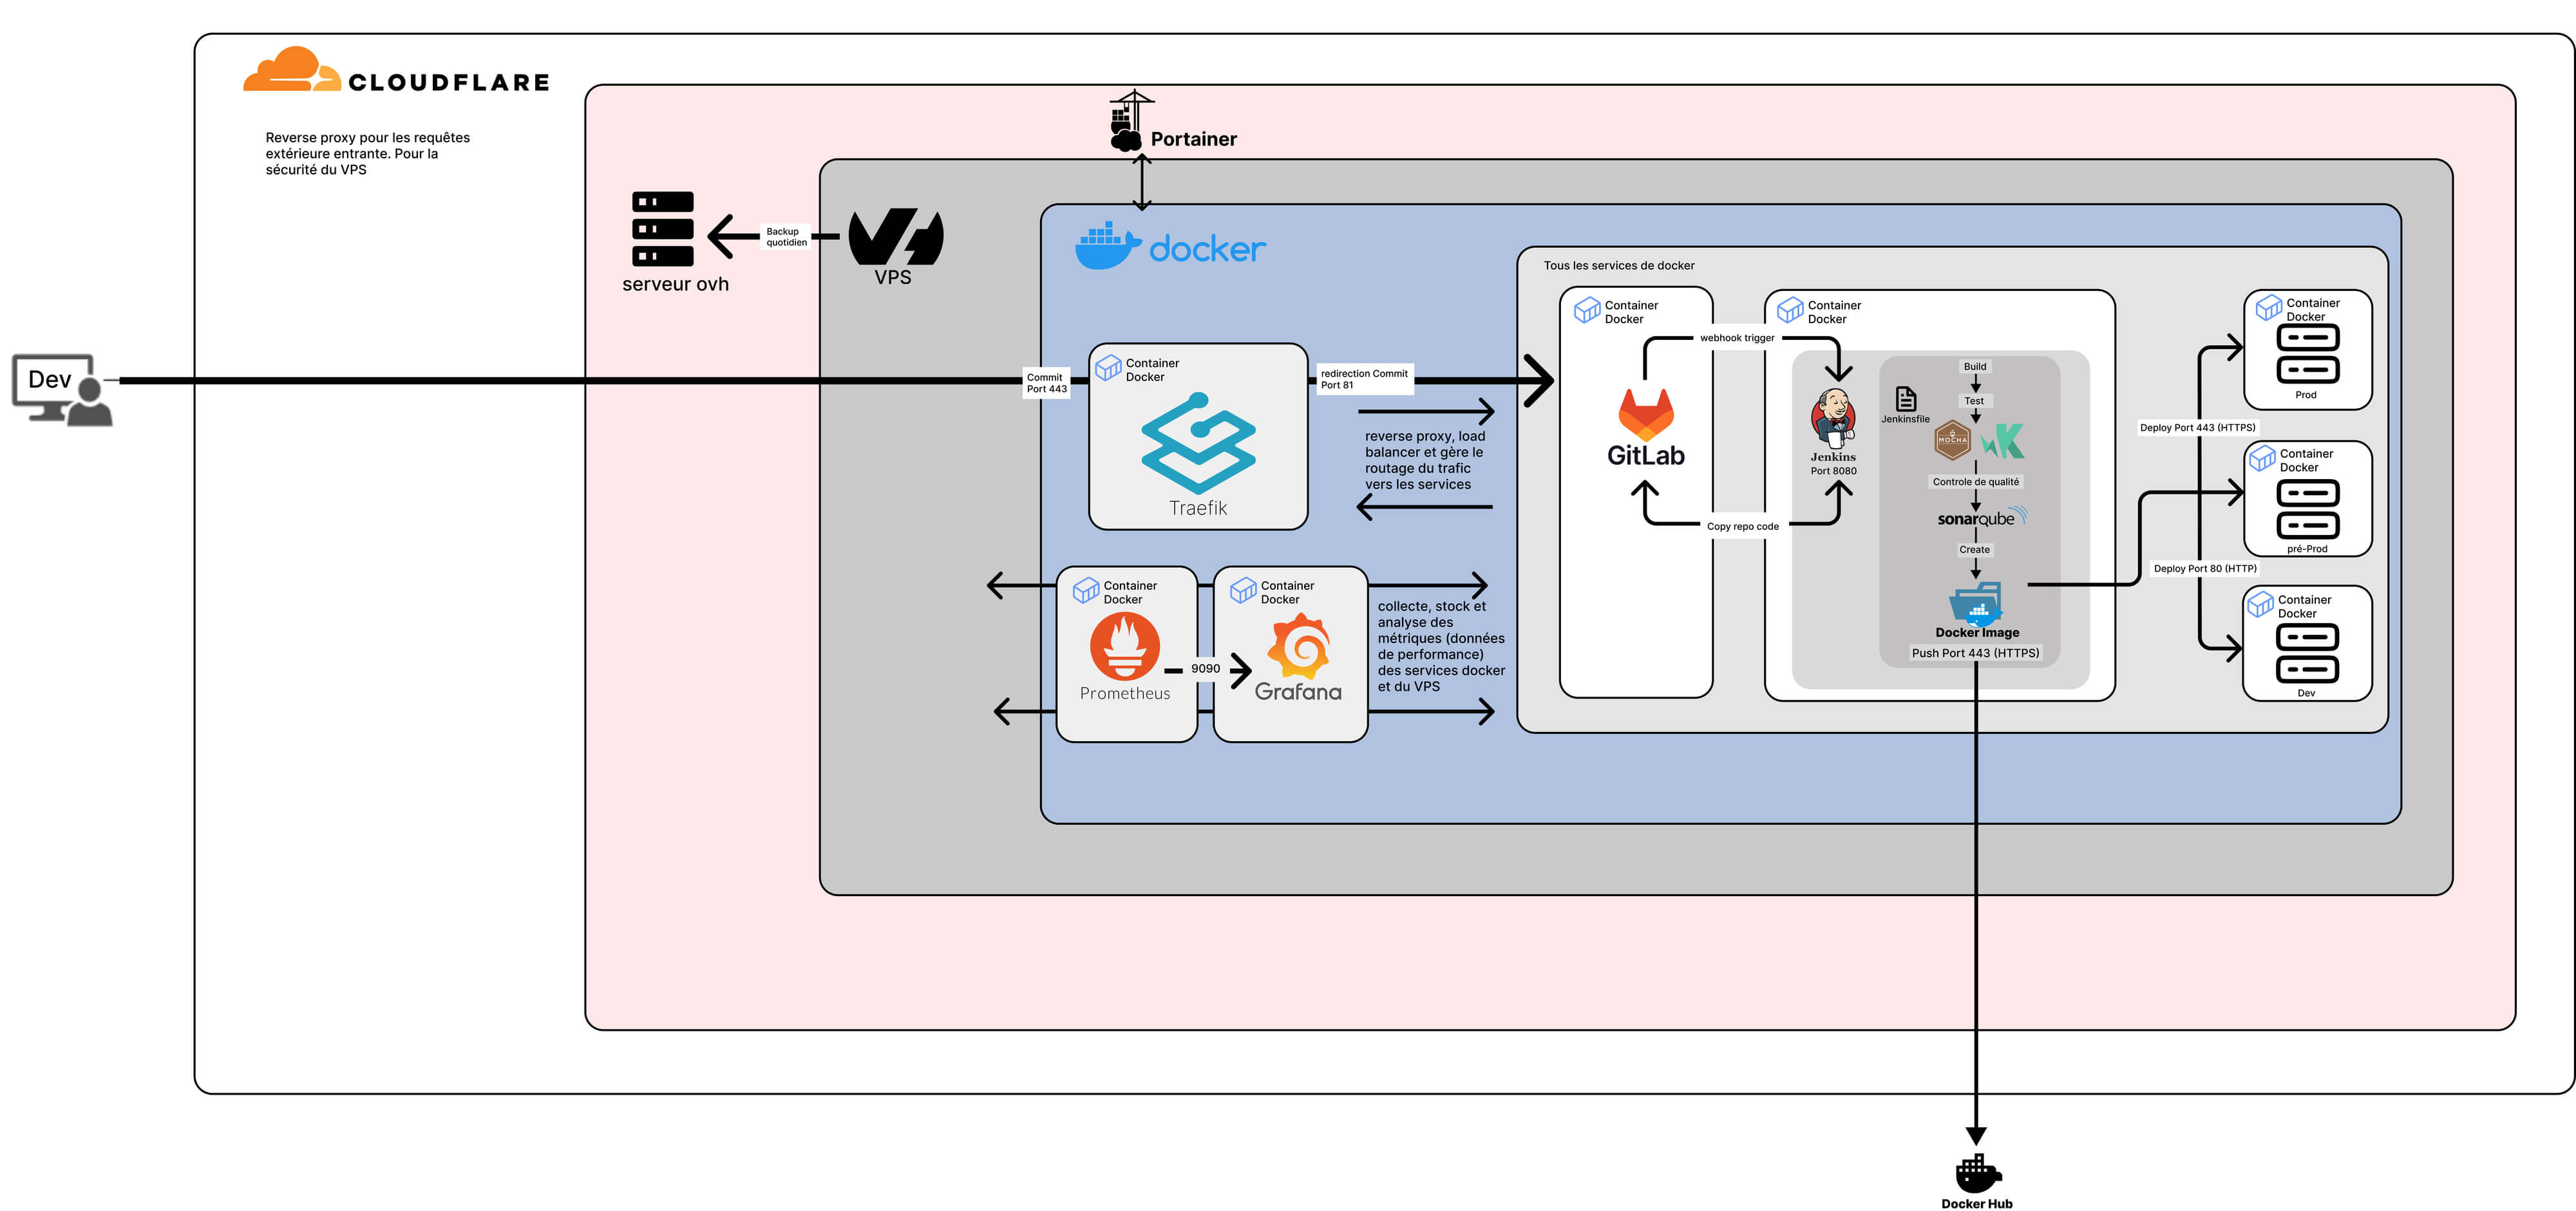 CLOUDFLARE
Reverse proxy pour les requêtes
extérieure entrante. Pour la
sécurité du VPS
Portainer
serveur ovh
Backup
quotidien
VPS
docker
Dev
Commit
Port 443
Container
Docker
Traefik
redirection Commit
Port 81
reverse proxy, load
balancer et gère le
routage du trafic
vers les services
Container
Docker
Prometheus
9090
Container
Docker
Grafana
collecte, stock et
analyse des
métriques (données
de performance)
des services docker
et du VPS
Tous les services de docker
Container
Docker
GitLab
webhook trigger
Copy repo code
Container
Docker
Jenkins
Port 8080
Jenkinsfile
Build
Test
MOCHA
Controle de qualité
sonarqube
Create
Docker Image
Push Port 443 (HTTPS)
Deploy Port 443 (HTTPS)
Deploy Port 80 (HTTP)
Container
Docker
Prod
Container
Docker
pré-Prod
Container
Docker
Dev
Docker Hub